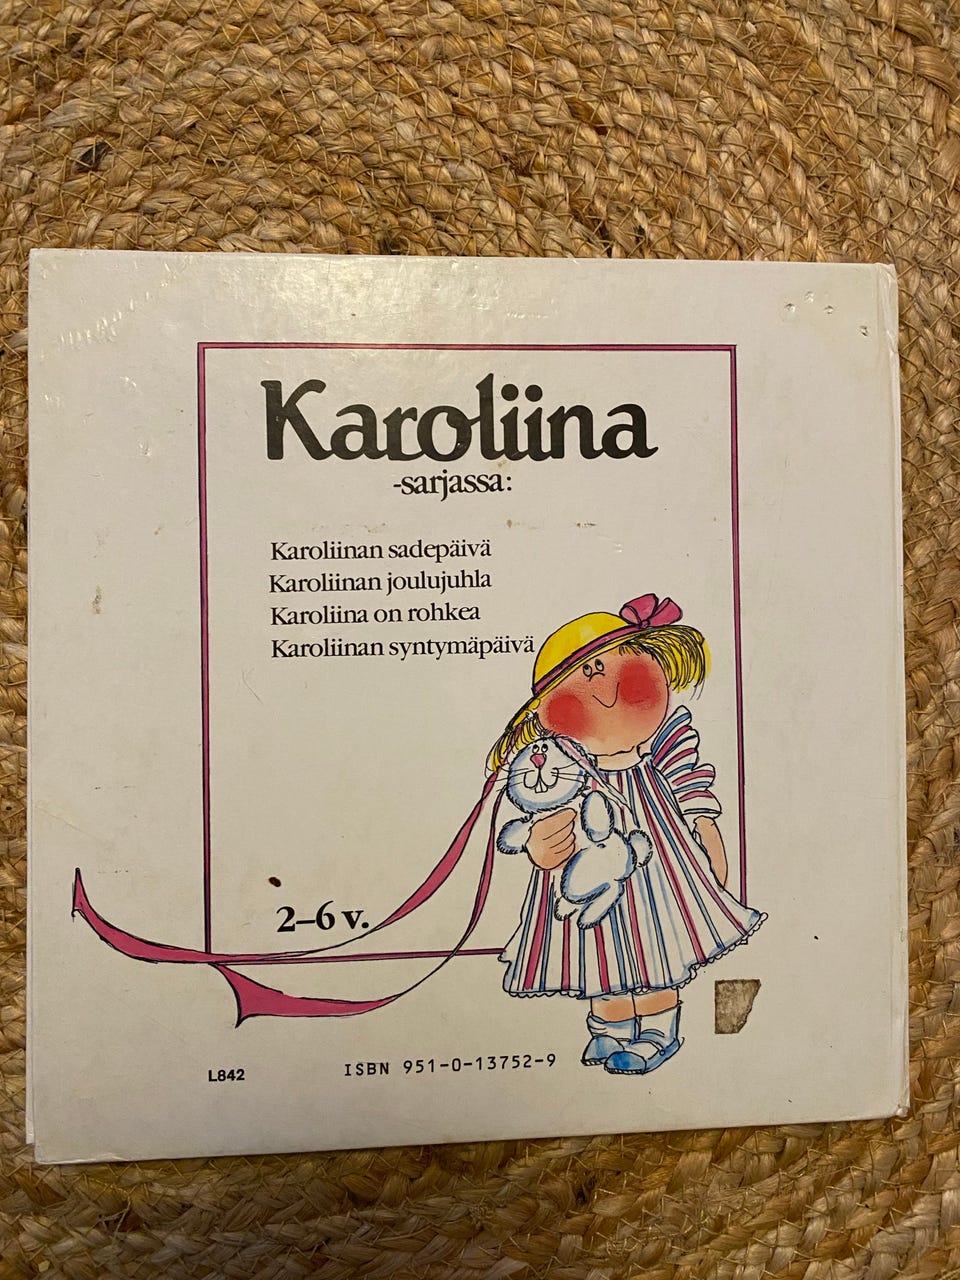 Karoliina
-sarjassa:
Karoliinan sadepäivä
Karoliinan joulujuhla
Karoliina on rohkea
Karoliinan syntymäpäivä
2–6 v.
L842
ISBN 951-0-13752-9